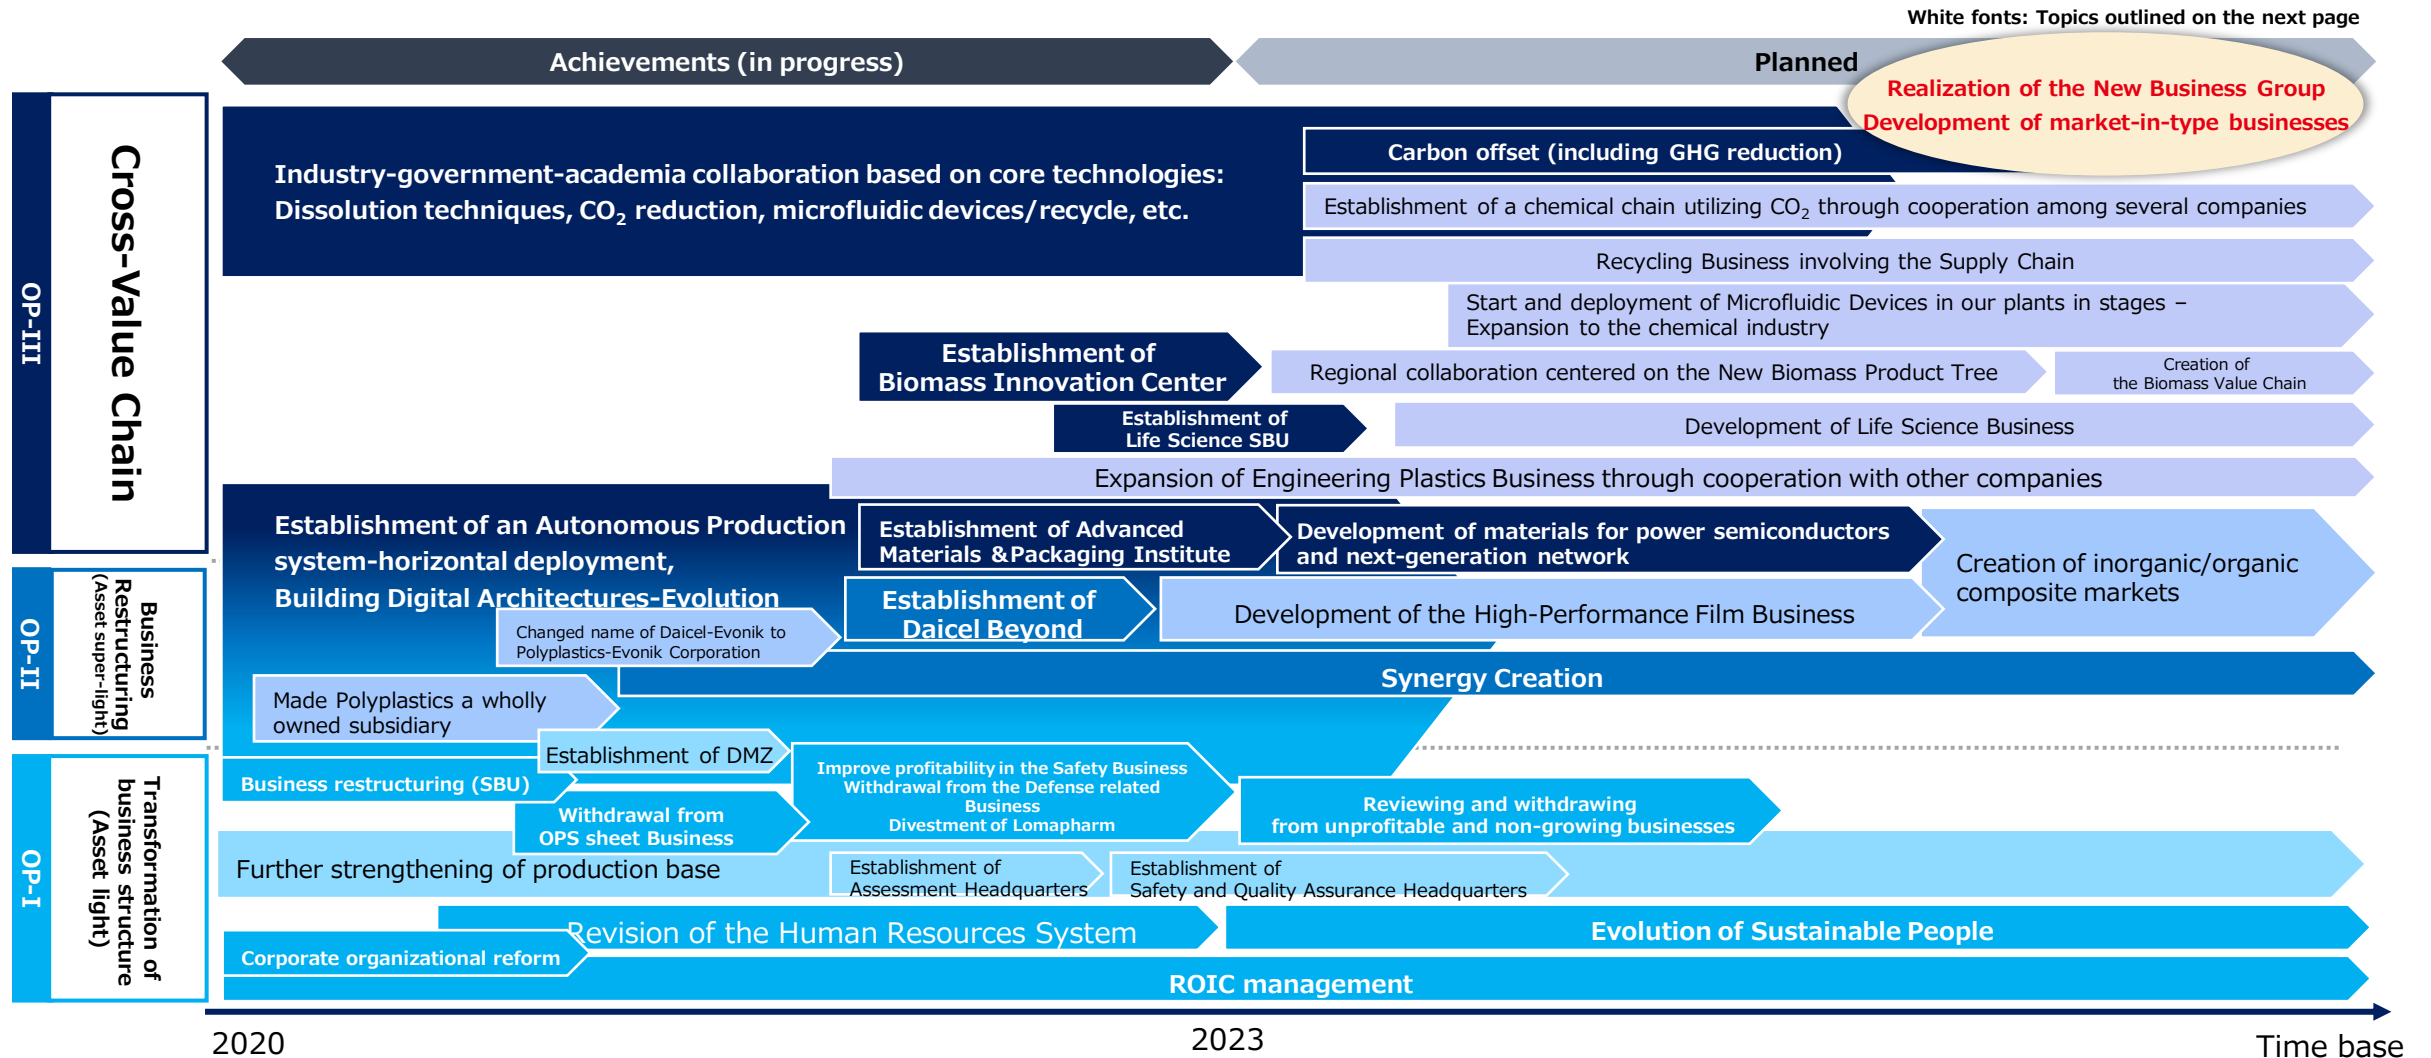 White fonts: Topics outlined on the next page
Achievements (in progress)
Planned
Realization of the New Business Group
Development of market-in-type businesses
OP-III
Cross-Value Chain
Industry-government-academia collaboration based on core technologies:
Dissolution techniques, CO₂ reduction, microfluidic devices/recycle, etc.
Carbon offset (including GHG reduction)
Establishment of a chemical chain utilizing CO₂ through cooperation among several companies
Recycling Business involving the Supply Chain
Start and deployment of Microfluidic Devices in our plants in stages –
Expansion to the chemical industry
Establishment of
Biomass Innovation Center
Regional collaboration centered on the New Biomass Product Tree
Creation of
the Biomass Value Chain
Establishment of
Life Science SBU
Development of Life Science Business
Expansion of Engineering Plastics Business through cooperation with other companies
Establishment of an Autonomous Production
system-horizontal deployment,
Building Digital Architectures-Evolution
Establishment of Advanced
Materials &Packaging Institute
Development of materials for power semiconductors
and next-generation network
Creation of inorganic/organic
composite markets
OP-II
Business
Restructuring
(Asset super-light)
Changed name of Daicel-Evonik to
Polyplastics-Evonik Corporation
Establishment of
Daicel Beyond
Development of the High-Performance Film Business
Synergy Creation
Made Polyplastics a wholly
owned subsidiary
Establishment of DMZ
OP-I
Transformation of
business structure
(Asset light)
Business restructuring (SBU)
Withdrawal from
OPS sheet Business
Improve profitability in the Safety Business
Withdrawal from the Defense related
Business
Divestment of Lomapharm
Reviewing and withdrawing
from unprofitable and non-growing businesses
Further strengthening of production base
Establishment of
Assessment Headquarters
Establishment of
Safety and Quality Assurance Headquarters
Revision of the Human Resources System
Evolution of Sustainable People
Corporate organizational reform
ROIC management
2020
2023
Time base